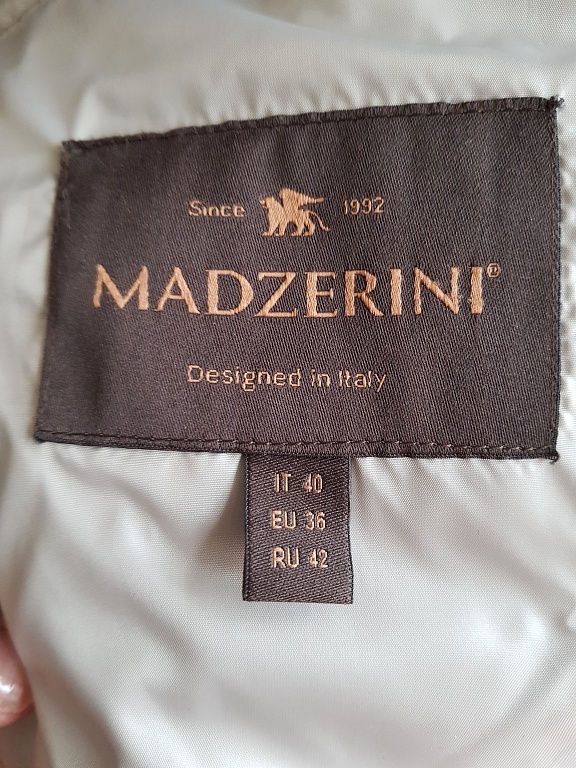 Since 1992
MADZERINI®
Designed in Italy
IT 40
EU 36
RU 42